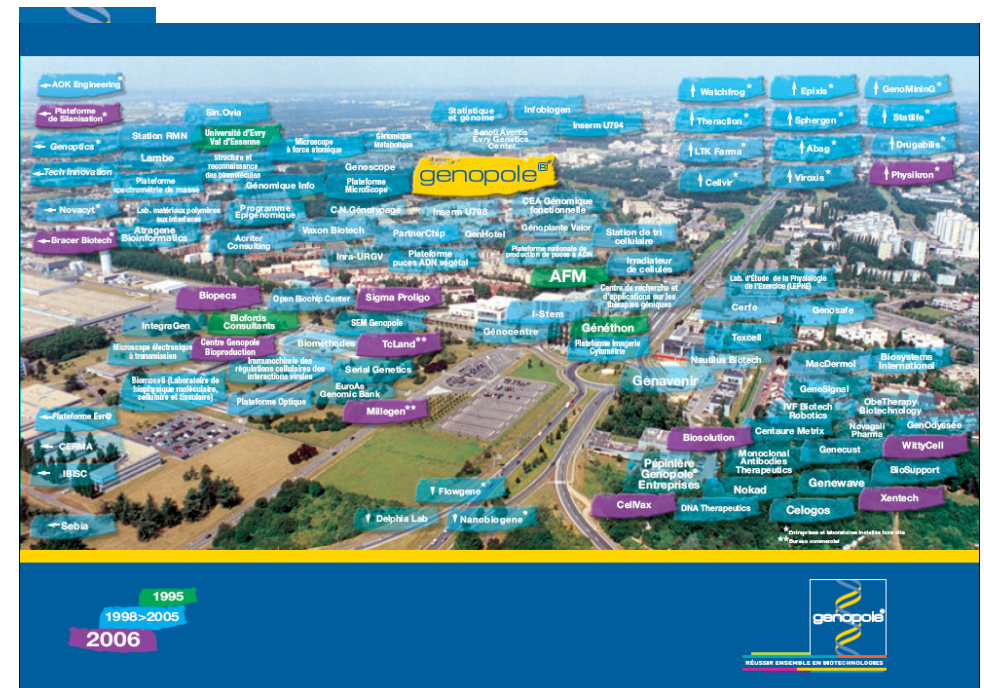 AOK Engineering*
Plateforme
de Silanisation*
Genoptics*
Tech Innovation
Novacyt*
Bracer Biotech*
Sin.Ovia
Station RMN
Université d'Evry
Val d'Essonne
Lambe
Structure et
reconnaissance
des biomolécules
Plateforme
spectrométrie de masse
Génomique Info
Lab. matériaux polymères
aux interfaces
Programme
Epigénomique
Atragene
Bioinformatics
Acriter
Consulting
Microscope
à force atomique
Génomique
Métabolique
Genoscope
Plateforme
MicroScope
C.N.Génotypage
Vaxon Biotech
PartnerChip
Inra-URGV
Plateforme
puces ADN végétal
Statistique
et génome
Infobiogen
Inserm U794
Sanofi Aventis
Evry Genetics
Center
genopole®
CEA Génomique
fonctionnelle
Inserm U798
GenHotel
Génoplante Valor
Station de tri
cellulaire
Plateforme nationale de
production de puces à ADN
AFM
Irradiateur
de cellules
Centre de recherche et
d'applications sur les
thérapies géniques
Watchfrog*
Epixis*
GenoMininG*
Theraclion*
Sphergen*
Statlife*
LTK Farma*
Abag*
Drugabilis*
Cellvir*
Viroxis*
Physikron*
Lab. d'Étude de la Physiologie
de l'Exercice (LEPHE)
Cerfe
Genosafe
Texcell
Biopecs
Open Biochip Center
Sigma Proligo
IntegraGen
Biofords
Consultants
SEM Genopole
Microscope électronique
à transmission
Centre Genopole
Bioproduction
Biométhodes
TcLand**
Immunochimie des
régulations cellulaires des
interactions virales
Serial Genetics
Biomoceti (Laboratoire de
biophysique moléculaire,
cellulaire et tissulaire)
Plateforme Optique
EuroAs
Genomic Bank
Millegen**
I-Stem
Génocentre
Généthon
Plateforme Imagerie
Cytométrie
Nautilus Biotech
Genavenir
MacDermol
Biosystems
International
GeneSignal
IVF Biotech
Robotics
ObeTherapy
Biotechnology
Centaure Metrix
Novagali
Pharma
GenOdyssée
Biosolution
Genecust
WittyCell
Pépinière
Genopole®
Entreprises
Monoclonal
Antibodies
Therapeutics
BioSupport
Nokad
Genewave
Xentech
CellVax
DNA Therapeutics
Celogos
Plateforme Evr@
CERMA
IBISC
Sebia
Flowgene*
Delphia Lab
Nanobiogene*
*Entreprises et laboratoires installés hors site
**Bureau commercial
1995
1998>2005
2006
genopole®
RÉUSSIR ENSEMBLE EN BIOTECHNOLOGIES